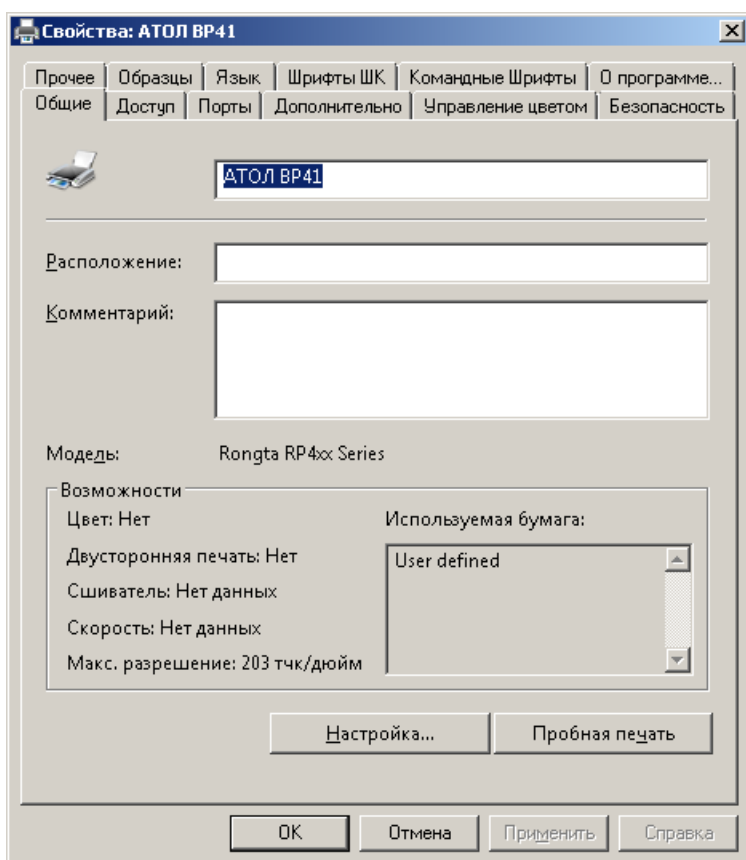 Свойства: АТОЛ BP41
Прочее Образцы Язык Шрифты ШК Командные Шрифты О программе...
Общие Доступ Порты Дополнительно Управление цветом Безопасность
АТОЛ BP41
Расположение:
Комментарий:
Модель: Rongta RP4xx Series
Возможности
Цвет: Нет Используемая бумага:
Двусторонняя печать: Нет User defined
Сшиватель: Нет данных
Скорость: Нет данных
Макс. разрешение: 203 тчк/дюйм
Настройка... Пробная печать
OK Отмена Применить Справка